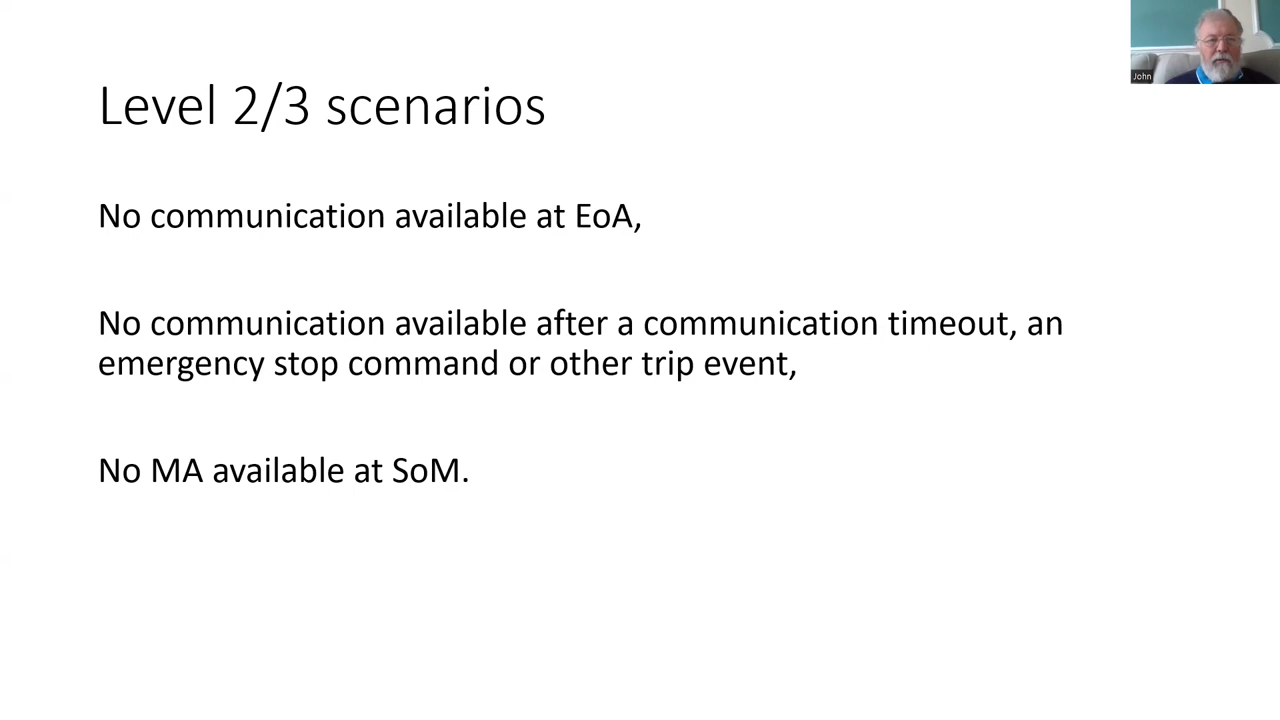 John
Level 2/3 scenarios
No communication available at EoA,
No communication available after a communication timeout, an
emergency stop command or other trip event,
No MA available at SoM.